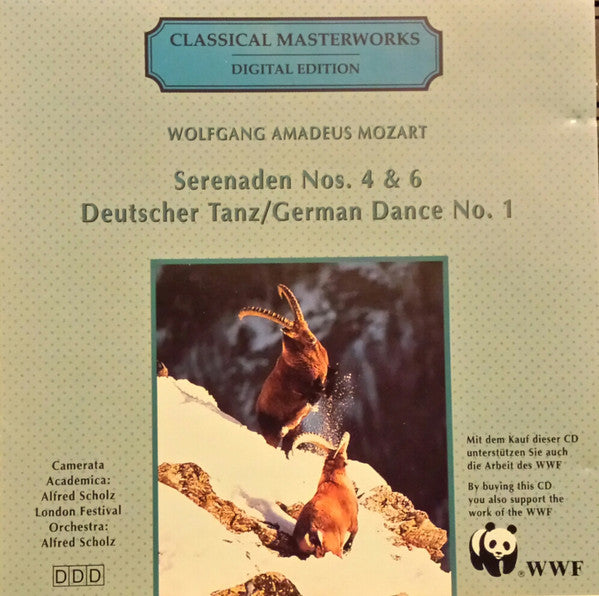 CLASSICAL MASTERWORKS
DIGITAL EDITION
WOLFGANG AMADEUS MOZART
Serenaden Nos. 4 & 6
Deutscher Tanz/German Dance No. 1
Camerata
Academica:
Alfred Scholz
London Festival
Orchestra:
Alfred Scholz
DDD
Mit dem Kauf dieser CD
unterstützen Sie auch
die Arbeit des WWF
By buying this CD
you also support the
work of the WWF
® WWF